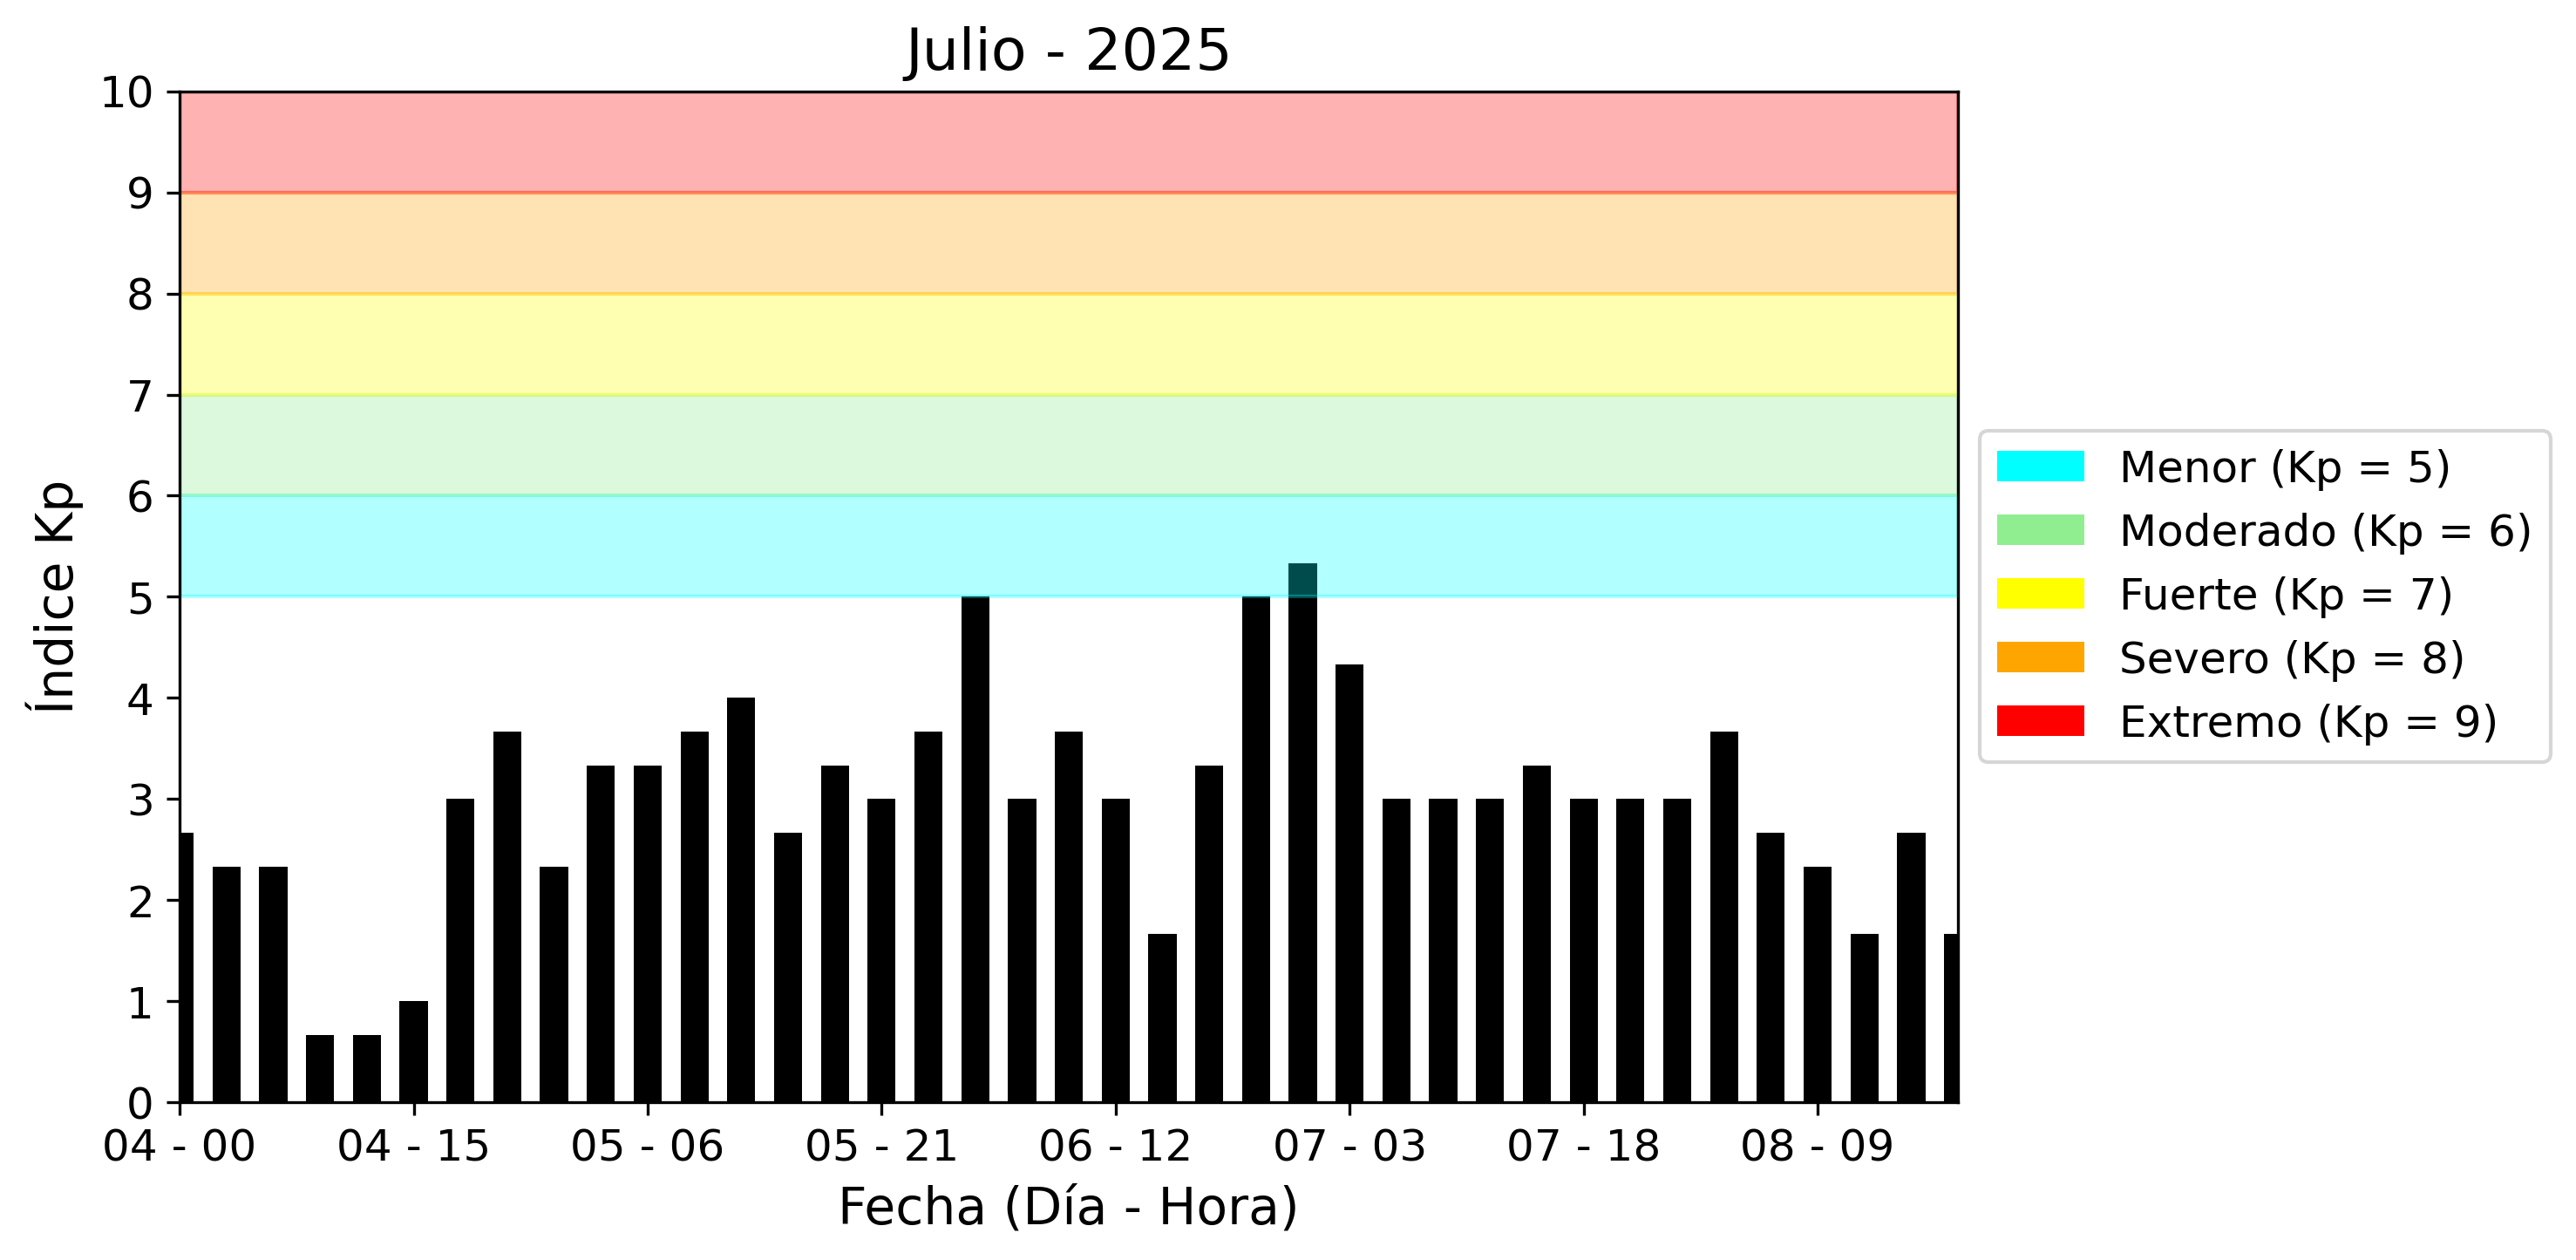 Julio - 2025
10
9
8
7
6
5
4
3
2
1
0
Índice Kp
04 - 00 04 - 15 05 - 06 05 - 21 06 - 12 07 - 03 07 - 18 08 - 09
Fecha (Día - Hora)
Menor (Kp = 5)
Moderado (Kp = 6)
Fuerte (Kp = 7)
Severo (Kp = 8)
Extremo (Kp = 9)